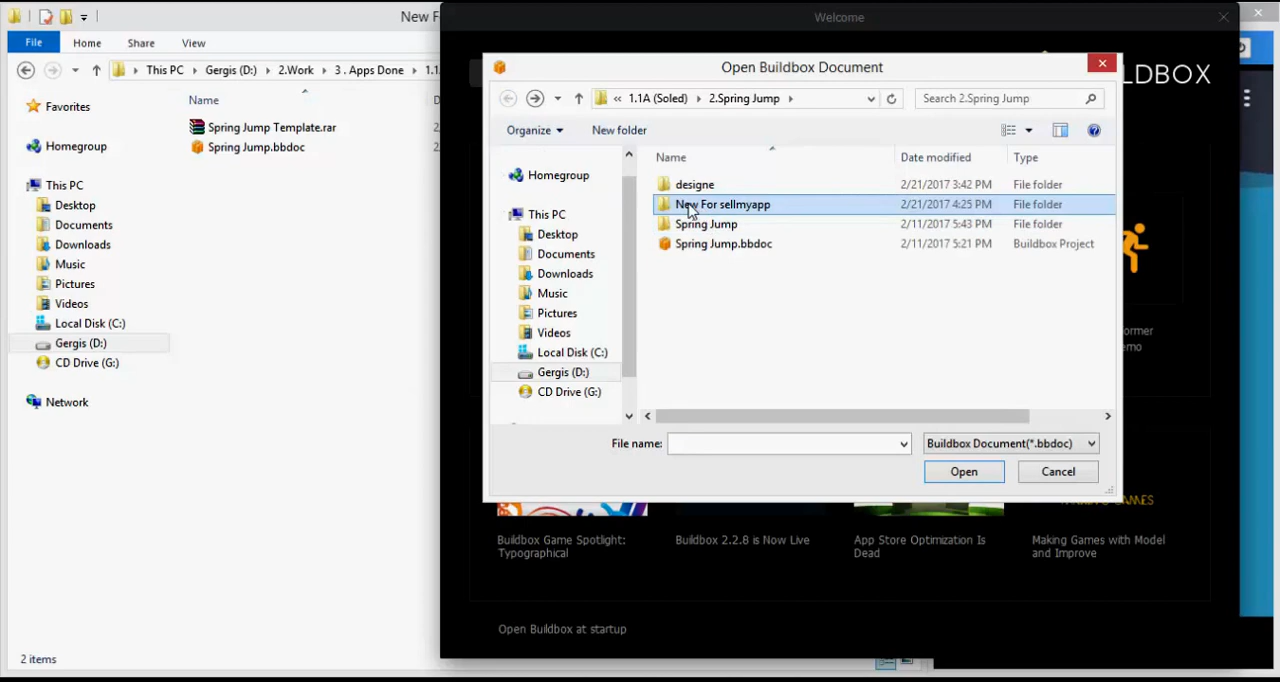 New F
File Home Share View
This PC Gergis (D:) 2.Work 3 . Apps Done 1.1
Favorites
Homegroup
This PC
Desktop
Documents
Downloads
Music
Pictures
Videos
Local Disk (C:)
Gergis (D:)
CD Drive (G:)
Network
Name
Spring Jump Template.rar 2
Spring Jump.bbdoc 2
2 items
Welcome
LDBOX
Open Buildbox Document
« 1.1A (Soled) 2.Spring Jump Search 2.Spring Jump
Organize New folder
Homegroup
This PC
Desktop
Documents
Downloads
Music
Pictures
Videos
Local Disk (C:)
Gergis (D:)
CD Drive (G:)
Name Date modified Type
designe 2/21/2017 3:42 PM File folder
New For sellmyapp 2/21/2017 4:25 PM File folder
Spring Jump 2/11/2017 5:43 PM File folder
Spring Jump.bbdoc 2/11/2017 5:21 PM Buildbox Project
File name: Buildbox Document(*.bbdoc)
Open Cancel
ormer
emo
GAMES
Buildbox Game Spotlight:
Typographical
Buildbox 2.2.8 is Now Live
App Store Optimization Is
Dead
Making Games with Model
and Improve
Open Buildbox at startup